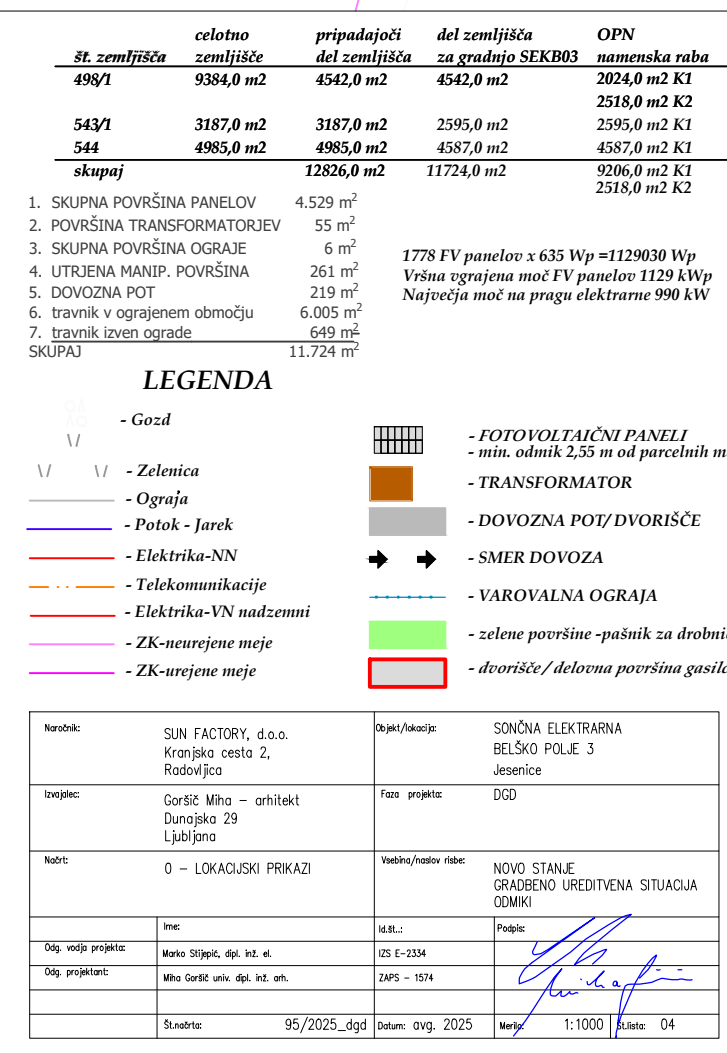 celotno pripadajoči del zemljišča OPN
št. zemljišča zemljišče del zemljišča za gradnjo SEKB03 namenska raba
498/1 9384,0 m2 4542,0 m2 4542,0 m2 2024,0 m2 K1
2518,0 m2 K2
543/1 3187,0 m2 3187,0 m2 2595,0 m2 2595,0 m2 K1
544 4985,0 m2 4985,0 m2 4587,0 m2 4587,0 m2 K1
skupaj 12826,0 m2 11724,0 m2 9206,0 m2 K1
2518,0 m2 K2
1. SKUPNA POVRŠINA PANELOV 4.529 m²
2. POVRŠINA TRANSFORMATORJEV 55 m²
3. SKUPNA POVRŠINA OGRAJE 6 m²
4. UTRJENA MANIP. POVRŠINA 261 m²
5. DOVOZNA POT 219 m²
6. travnik v ograjenem območju 6.005 m²
7. travnik izven ograde 649 m²
SKUPAJ 11.724 m²
1778 FV panelov x 635 Wp =1129030 Wp
Vršna vgrajena moč FV panelov 1129 kWp
Največja moč na pragu elektrarne 990 kW
LEGENDA
- Gozd
- Zelenica
- Ograja
- Potok - Jarek
- Elektrika-NN
- Telekomunikacije
- Elektrika-VN nadzemni
- ZK-neurejene meje
- ZK-urejene meje
- FOTOVOLTAIČNI PANELI
- min. odmik 2,55 m od parcelnih m
- TRANSFORMATOR
- DOVOZNA POT/ DVORIŠČE
- SMER DOVOZA
- VAROVALNA OGRAJA
- zelene površine -pašnik za drobni
- dvorišče / delovna površina gasilc
Naročnik: SUN FACTORY, d.o.o.
Kranjska cesta 2,
Radovljica
Objekt/lokacija: SONČNA ELEKTRARNA
BELŠKO POLJE 3
Jesenice
Izvajalec: Goršič Miha – arhitekt
Dunajska 29
Ljubljana
Faza projekta: DGD
Načrt: 0 – LOKACIJSKI PRIKAZI
Vsebina/naslov risbe: NOVO STANJE
GRADBENO UREDITVENA SITUACIJA
ODMIKI
Ime: Id.št..: Podpis:
Odg. vodja projekta: Marko Stijepić, dipl. inž. el. IZS E-2334
Odg. projektant: Miha Goršič univ. dipl. inž. arh. ZAPS - 1574
Št.načrta: 95/2025_dgd Datum: avg. 2025 Merilo: 1:1000 Št.lista: 04